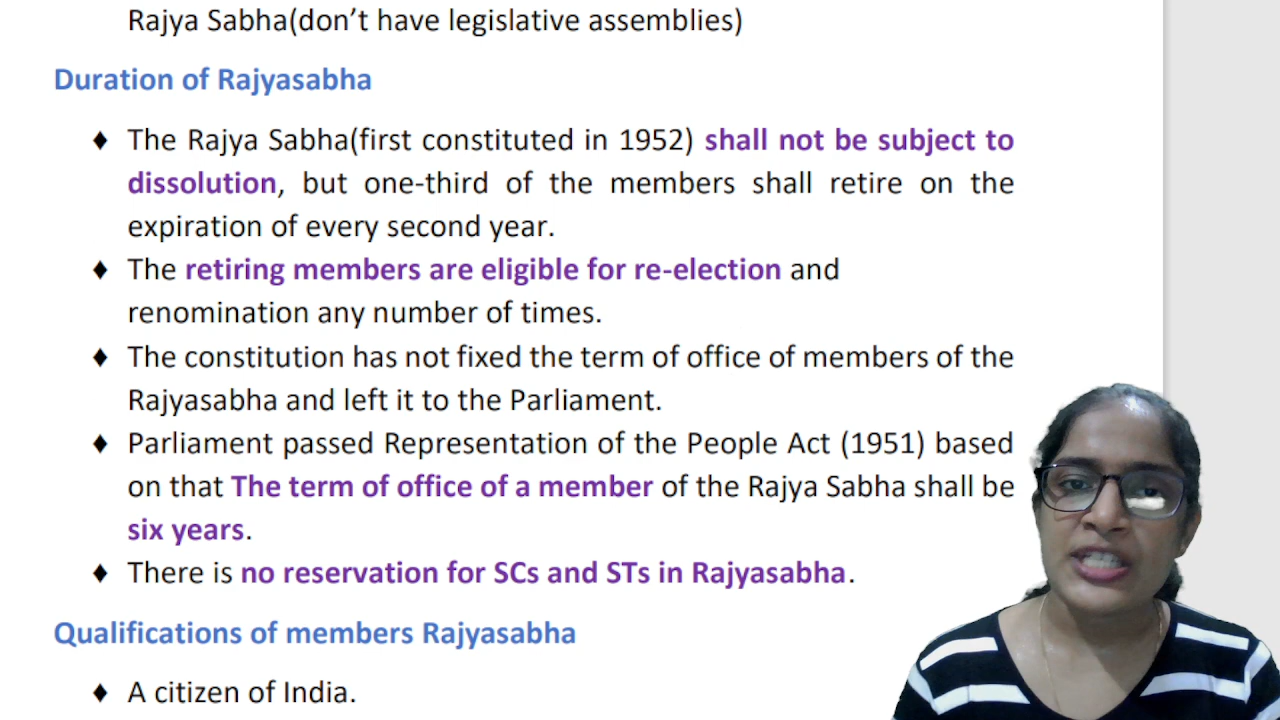 Rajya Sabha(don’t have legislative assemblies)
Duration of Rajyasabha
♦ The Rajya Sabha(first constituted in 1952) shall not be subject to
dissolution, but one-third of the members shall retire on the
expiration of every second year.
♦ The retiring members are eligible for re-election and
renomination any number of times.
♦ The constitution has not fixed the term of office of members of the
Rajyasabha and left it to the Parliament.
♦ Parliament passed Representation of the People Act (1951) based
on that The term of office of a member of the Rajya Sabha shall be
six years.
♦ There is no reservation for SCs and STs in Rajyasabha.
Qualifications of members Rajyasabha
♦ A citizen of India.